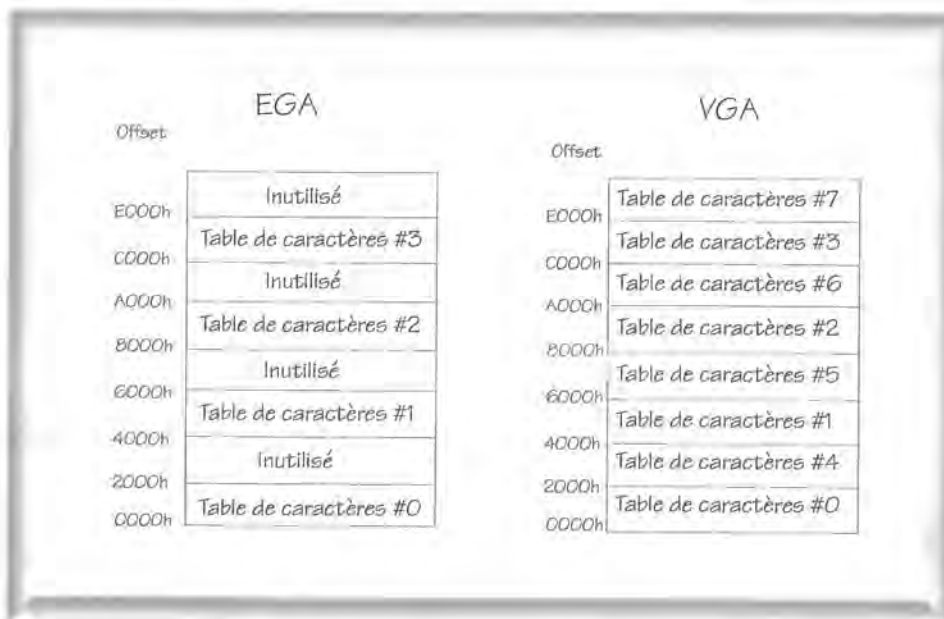 EGA
Offset
Inutilisé
E000h
Table de caractères #3
C000h
Inutilisé
A000h
Table de caractères #2
8000h
Inutilisé
6000h
Table de caractères #1
4000h
Inutilisé
2000h
Table de caractères #0
0000h
VGA
Offset
Table de caractères #7
E000h
Table de caractères #3
C000h
Table de caractères #6
A000h
Table de caractères #2
8000h
Table de caractères #5
6000h
Table de caractères #1
4000h
Table de caractères #4
2000h
Table de caractères #0
0000h